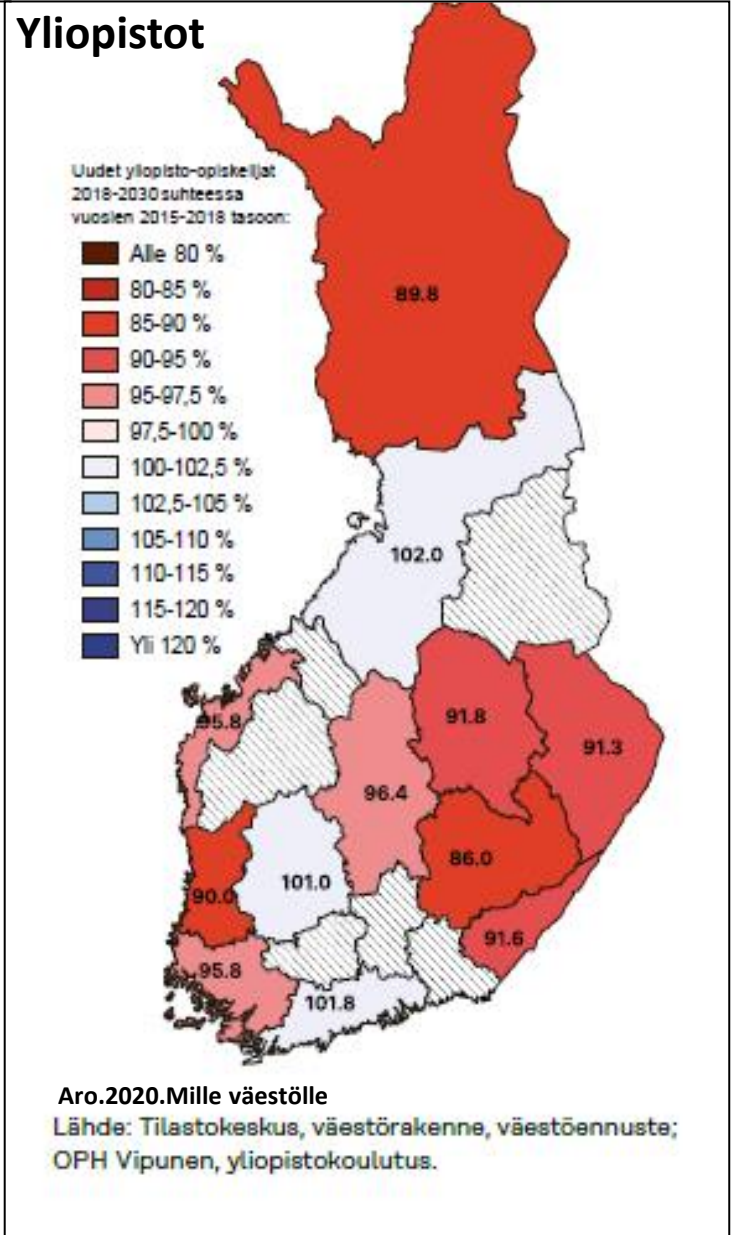 Yliopistot
Uudet yliopisto-opiskelijat
2018-2030 suhteessa
vuosien 2015-2018 tasoon:
Alle 80 %
80-85 %
85-90 %
90-95 %
95-97,5 %
97,5-100 %
100-102,5 %
102,5-105 %
105-110 %
110-115 %
115-120 %
Yli 120 %
89.8
102.0
95.8
91.8
91.3
96.4
86.0
90.0
101.0
91.6
95.8
101.8
Aro.2020.Mille väestölle
Lähde: Tilastokeskus, väestörakenne, väestöennuste;
OPH Vipunen, yliopistokoulutus.